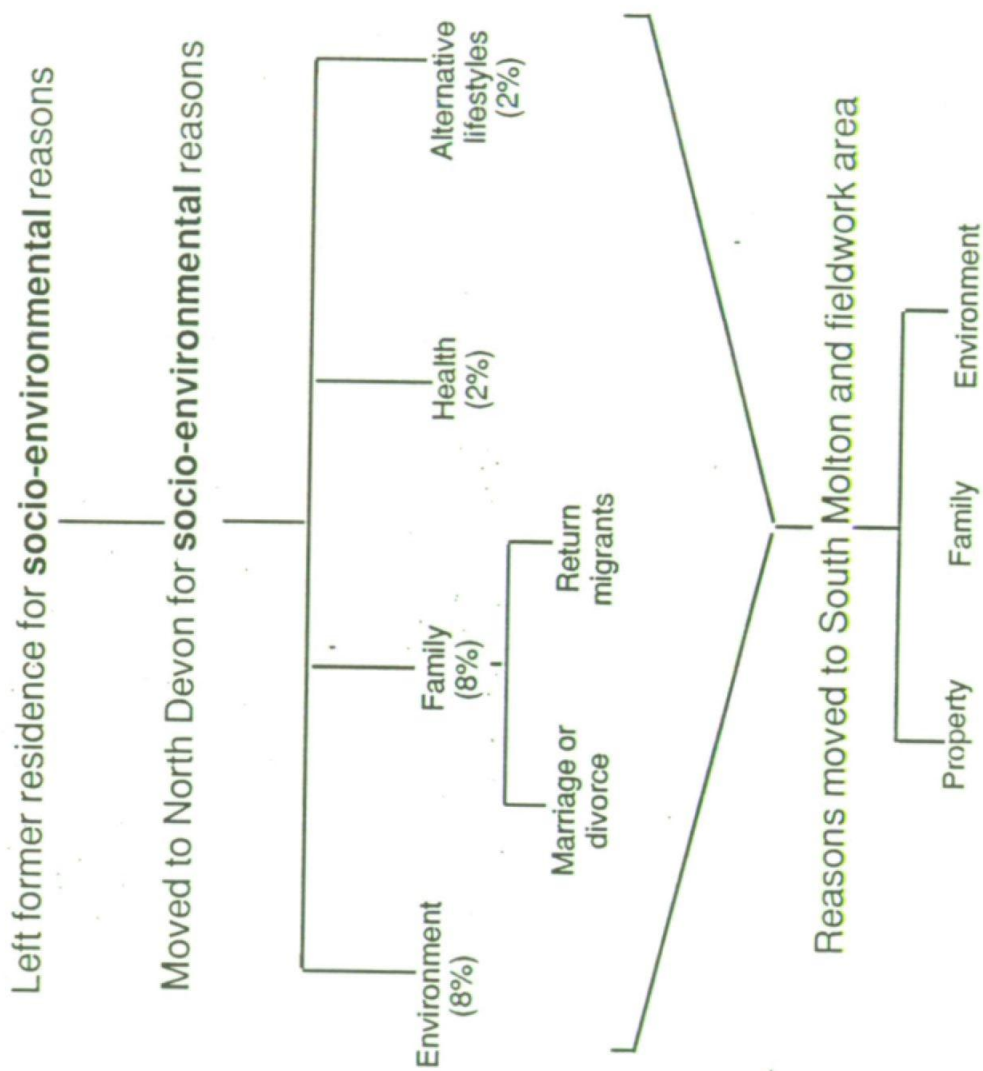 Left former residence for socio-environmental reasons
Moved to North Devon for socio-environmental reasons
Environment
(8%)
Family
(8%)
Health
(2%)
Alternative
lifestyles
(2%)
Marriage or
divorce
Return
migrants
Reasons moved to South Molton and fieldwork area
Property
Family
Environment